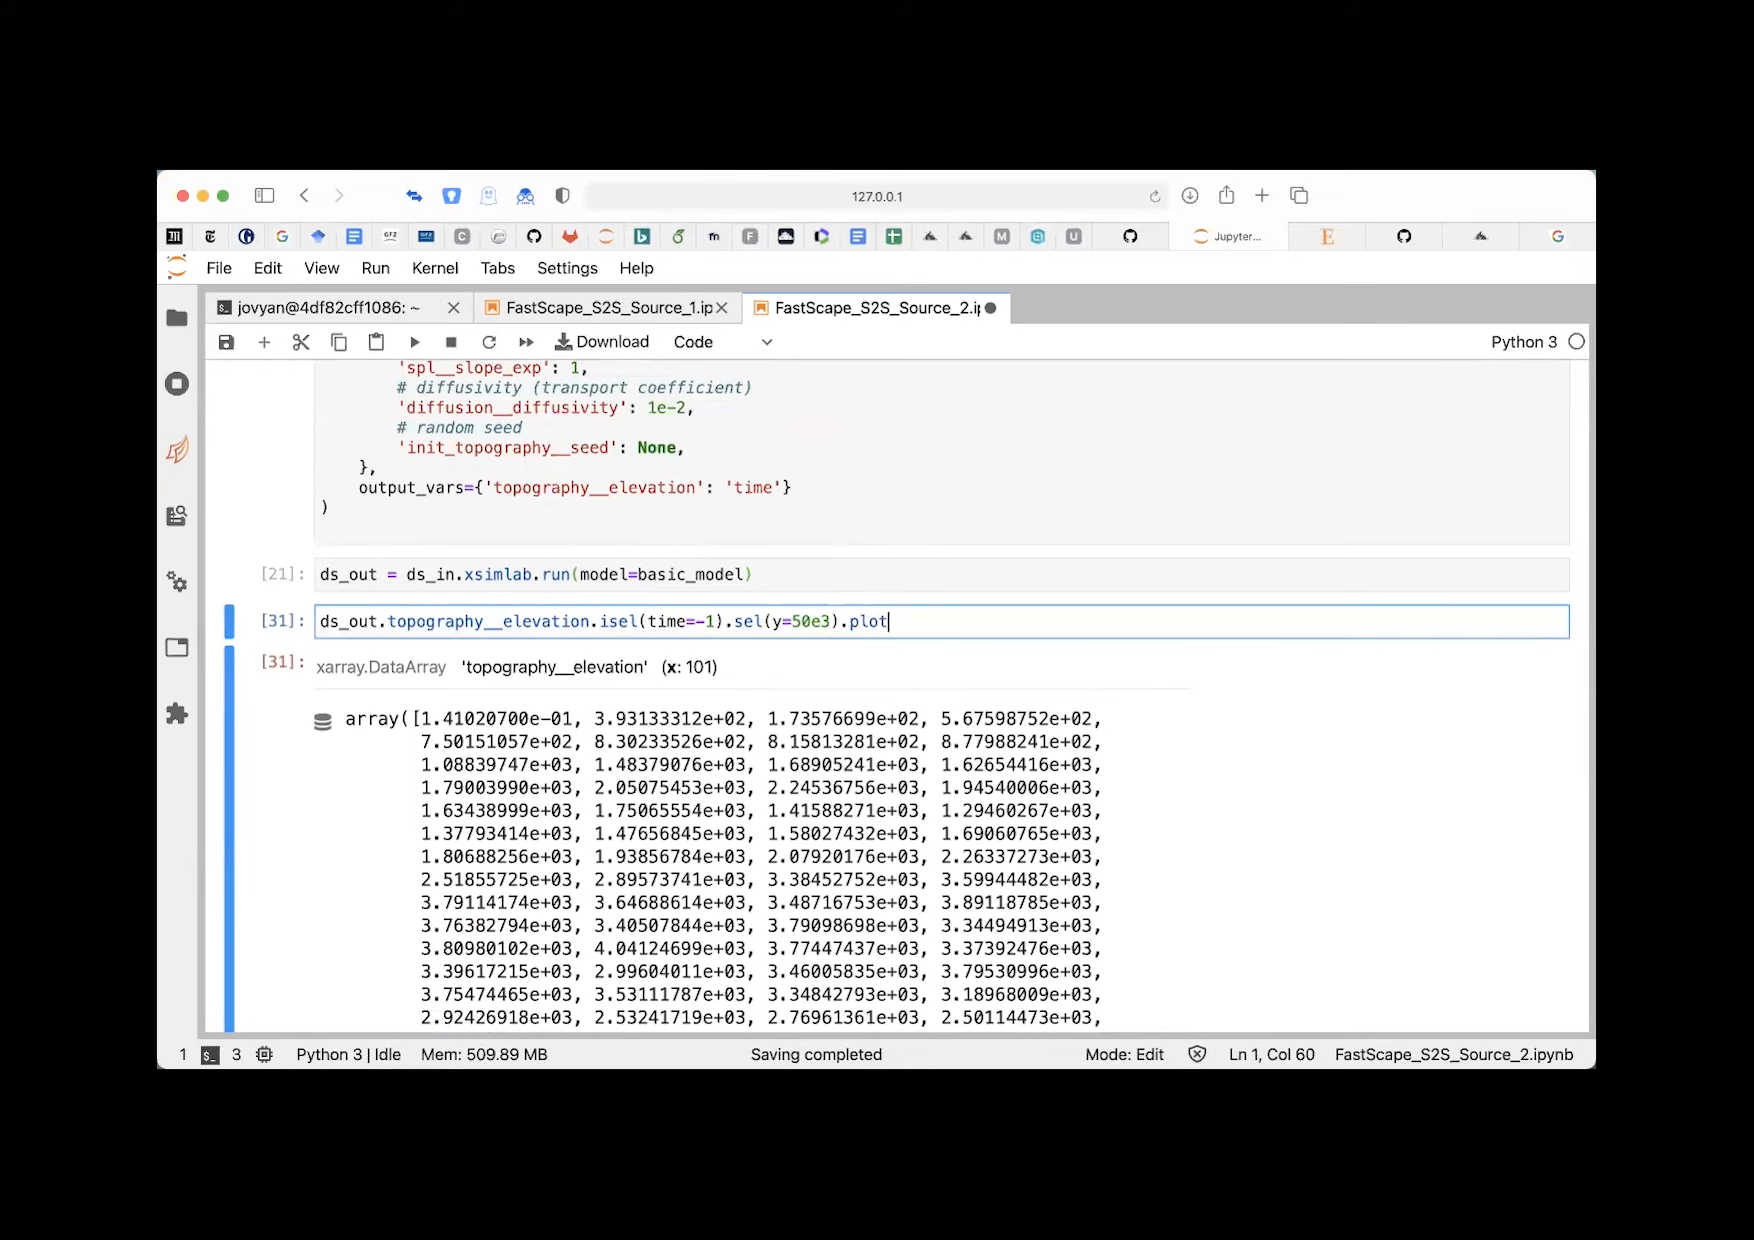 127.0.0.1
Jupyter...
File Edit View Run Kernel Tabs Settings Help
jovyan@4df82cff1086: ~
FastScape_S2S_Source_1.ip
FastScape_S2S_Source_2.ip
Download Code Python 3
'spl__slope_exp': 1,
# diffusivity (transport coefficient)
'diffusion__diffusivity': 1e-2,
# random seed
'init_topography__seed': None,
},
output_vars={'topography__elevation': 'time'}
)
[21]: ds_out = ds_in.xsimlab.run(model=basic_model)
[31]: ds_out.topography__elevation.isel(time=-1).sel(y=50e3).plot
[31]: xarray.DataArray 'topography__elevation' (x: 101)
array([1.41020700e-01, 3.93133312e+02, 1.73576699e+02, 5.67598752e+02,
7.50151057e+02, 8.30233526e+02, 8.15813281e+02, 8.77988241e+02,
1.08839747e+03, 1.48379076e+03, 1.68905241e+03, 1.62654416e+03,
1.79003990e+03, 2.05075453e+03, 2.24536756e+03, 1.94540006e+03,
1.63438999e+03, 1.75065554e+03, 1.41588271e+03, 1.29460267e+03,
1.37793414e+03, 1.47656845e+03, 1.58027432e+03, 1.69060765e+03,
1.80688256e+03, 1.93856784e+03, 2.07920176e+03, 2.26337273e+03,
2.51855725e+03, 2.89573741e+03, 3.38452752e+03, 3.59944482e+03,
3.79114174e+03, 3.64688614e+03, 3.48716753e+03, 3.89118785e+03,
3.76382794e+03, 3.40507844e+03, 3.79098698e+03, 3.34494913e+03,
3.80980102e+03, 4.04124699e+03, 3.77447437e+03, 3.37392476e+03,
3.39617215e+03, 2.99604011e+03, 3.46005835e+03, 3.79530996e+03,
3.75474465e+03, 3.53111787e+03, 3.34842793e+03, 3.18968009e+03,
2.92426918e+03, 2.53241719e+03, 2.76961361e+03, 2.50114473e+03,
1 3 Python 3 | Idle Mem: 509.89 MB Saving completed Mode: Edit Ln 1, Col 60 FastScape_S2S_Source_2.ipynb